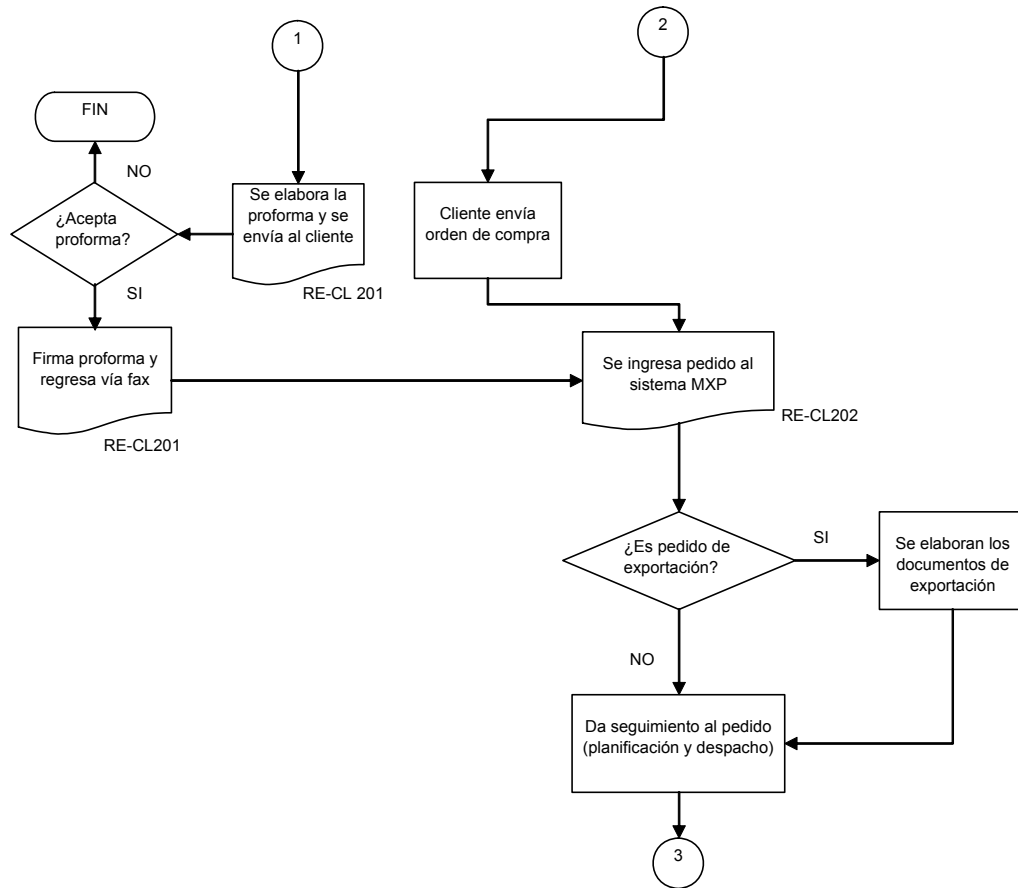 1
2
FIN
NO
¿Acepta
proforma?
Se elabora la
proforma y se
envía al cliente
RE-CL 201
Cliente envía
orden de compra
SI
Firma proforma y
regresa vía fax
RE-CL201
Se ingresa pedido al
sistema MXP
RE-CL202
¿Es pedido de
exportación?
SI
Se elaboran los
documentos de
exportación
NO
Da seguimiento al pedido
(planificación y despacho)
3